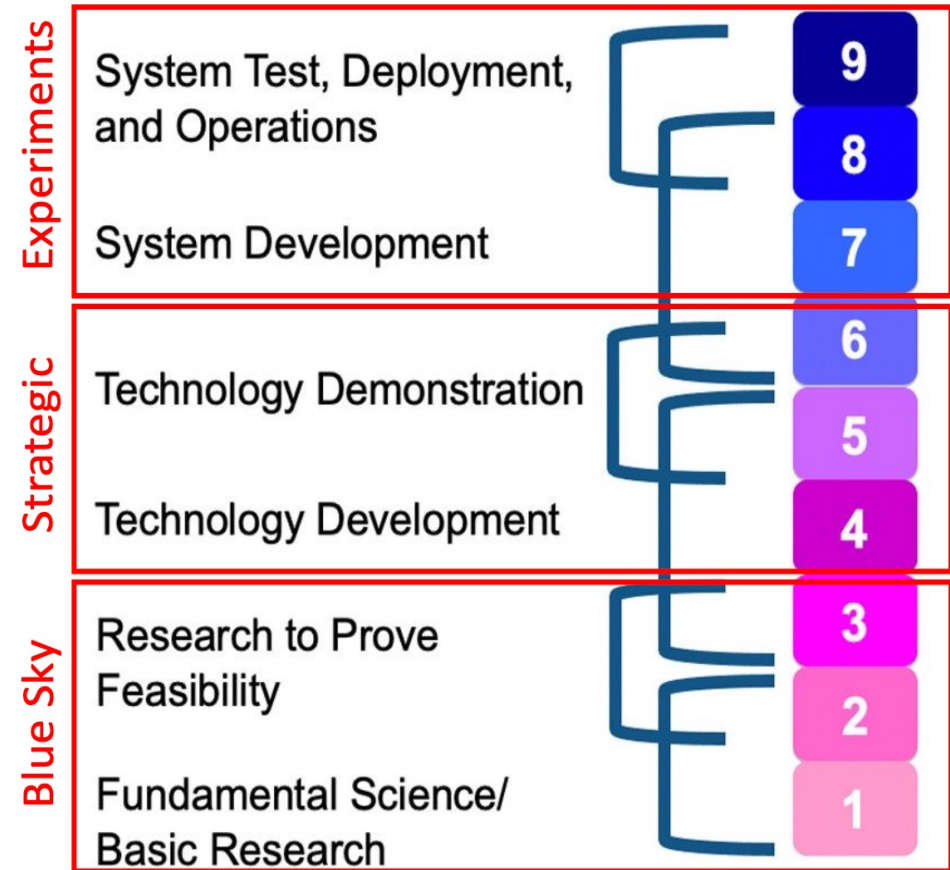 Experiments
System Test, Deployment,
and Operations
System Development
9
8
7
Strategic
Technology Demonstration
Technology Development
6
5
4
Blue Sky
Research to Prove
Feasibility
Fundamental Science/
Basic Research
3
2
1